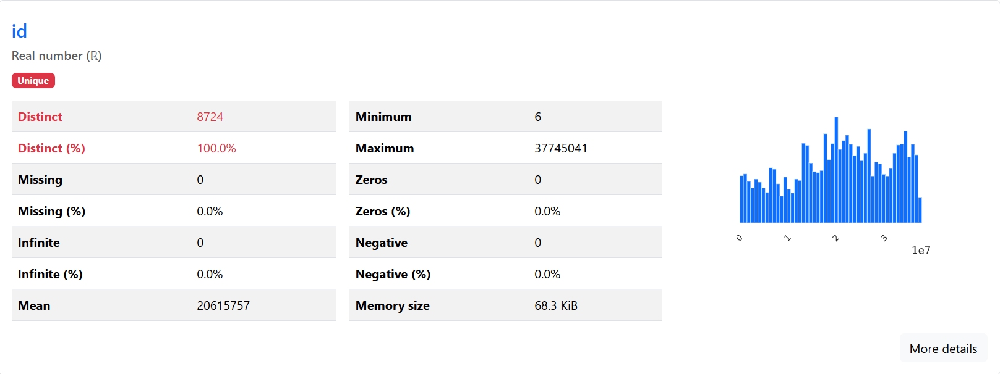 id
Real number (ℝ)
Unique
Distinct 8724
Distinct (%) 100.0%
Missing 0
Missing (%) 0.0%
Infinite 0
Infinite (%) 0.0%
Mean 20615757
Minimum 6
Maximum 37745041
Zeros 0
Zeros (%) 0.0%
Negative 0
Negative (%) 0.0%
Memory size 68.3 KiB
0 1 2 3
1e7
More details